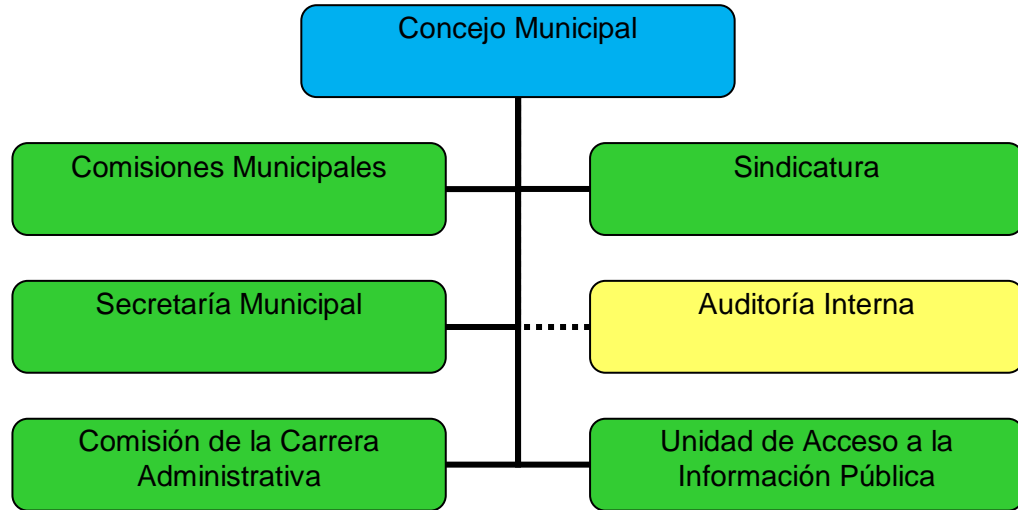 Concejo Municipal
Comisiones Municipales
Sindicatura
Secretaría Municipal
Auditoría Interna
Comisión de la Carrera
Administrativa
Unidad de Acceso a la
Información Pública